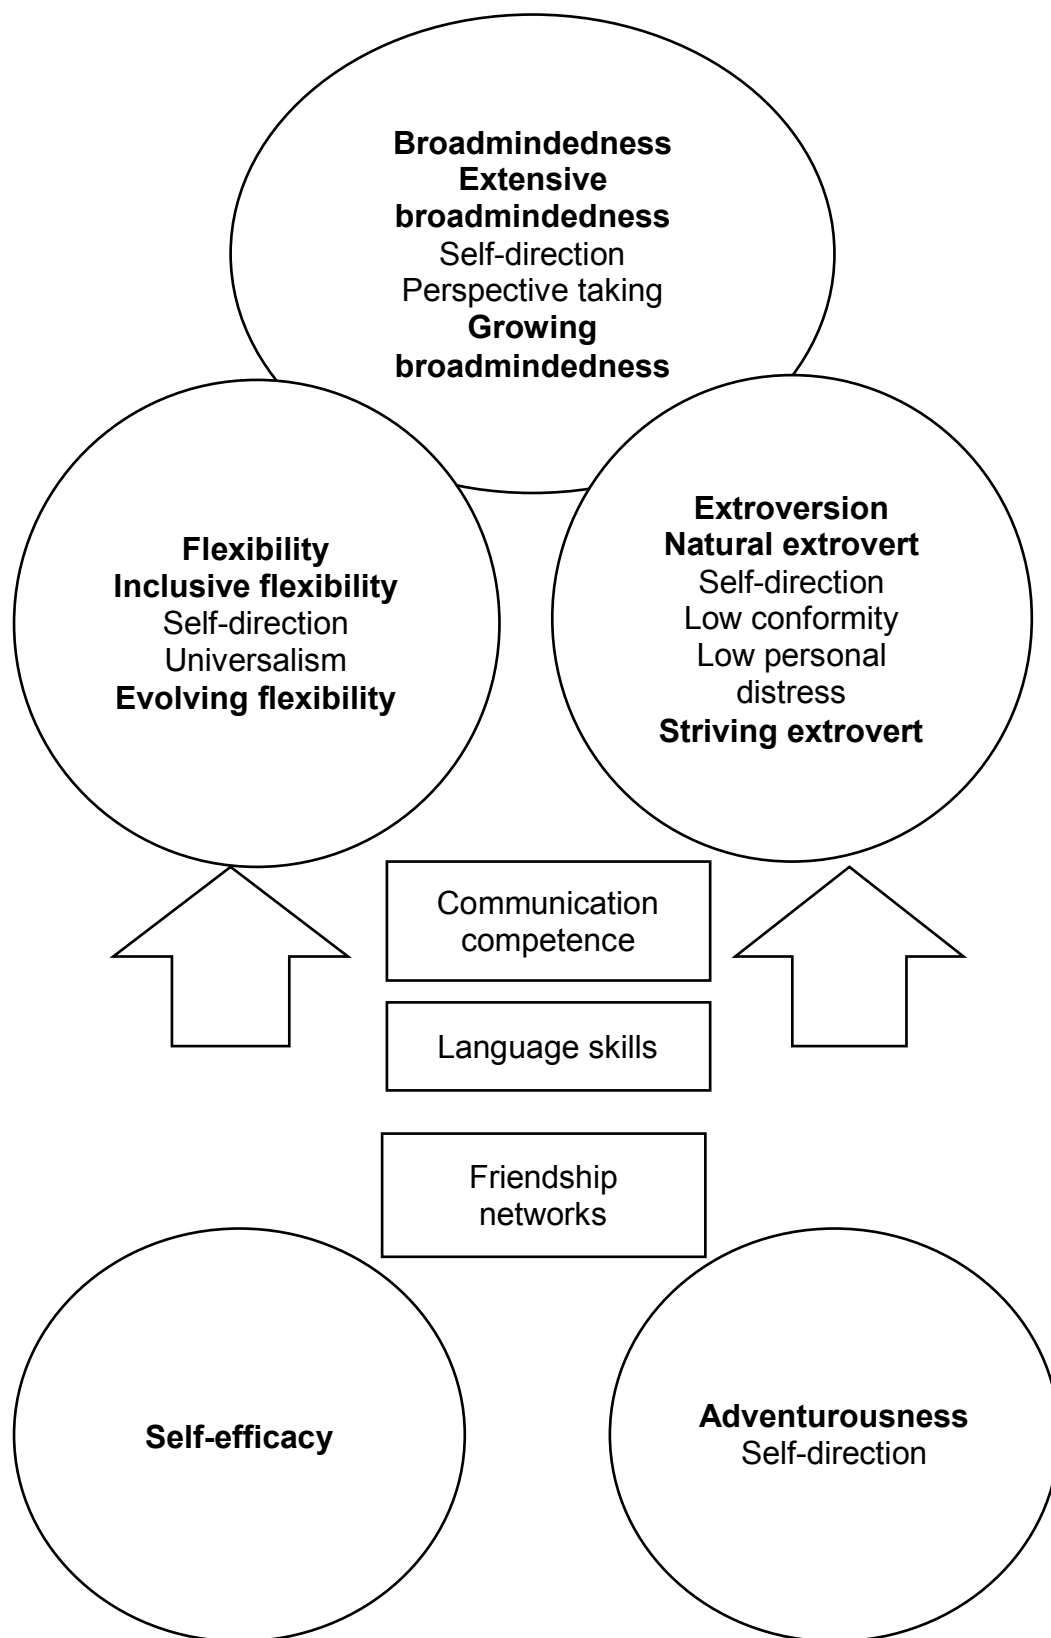 Broadmindedness
Extensive
broadmindedness
Self-direction
Perspective taking
Growing
broadmindedness
Flexibility
Inclusive flexibility
Self-direction
Universalism
Evolving flexibility
Extroversion
Natural extrovert
Self-direction
Low conformity
Low personal
distress
Striving extrovert
Communication
competence
Language skills
Friendship
networks
Self-efficacy
Adventurousness
Self-direction